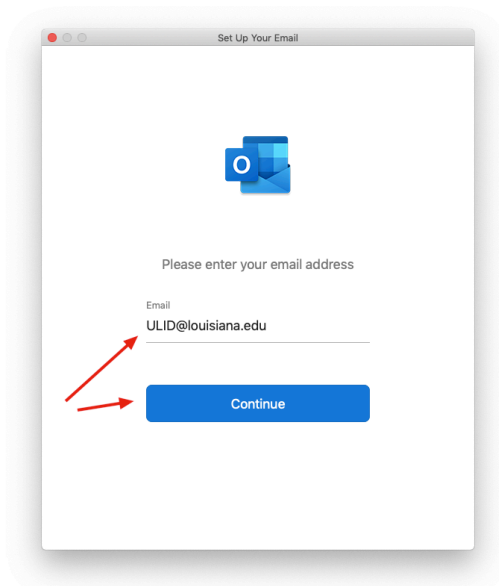 Set Up Your Email
O
Please enter your email address
Email
ULID@louisiana.edu
Continue